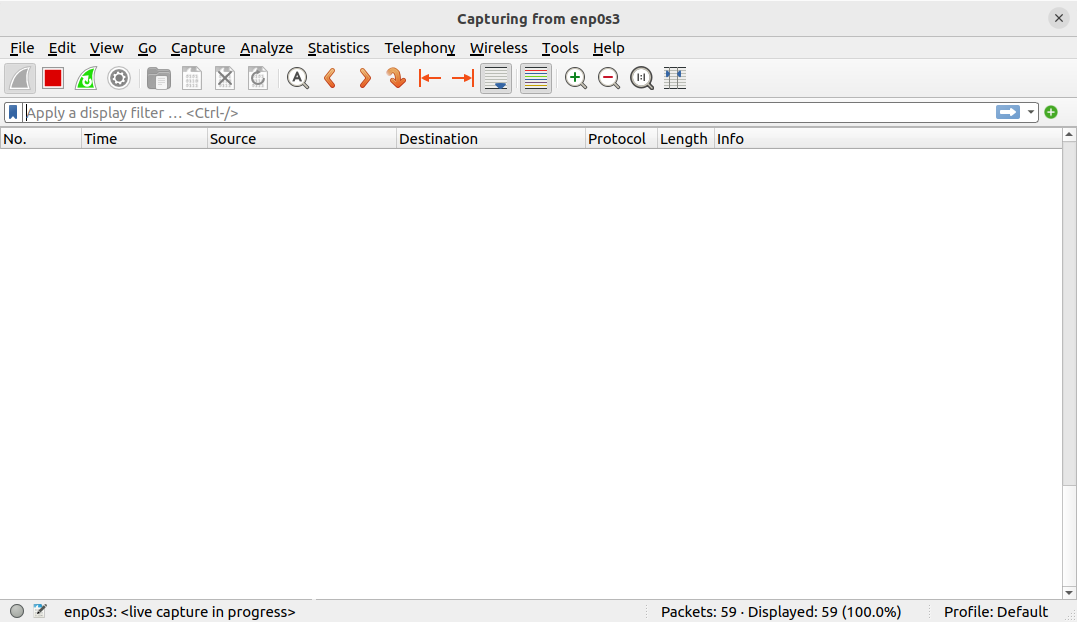 Capturing from enp0s3
File Edit View Go Capture Analyze Statistics Telephony Wireless Tools Help
Apply a display filter … <Ctrl-/>
No. Time Source Destination Protocol Length Info
enp0s3: <live capture in progress> Packets: 59 · Displayed: 59 (100.0%) Profile: Default